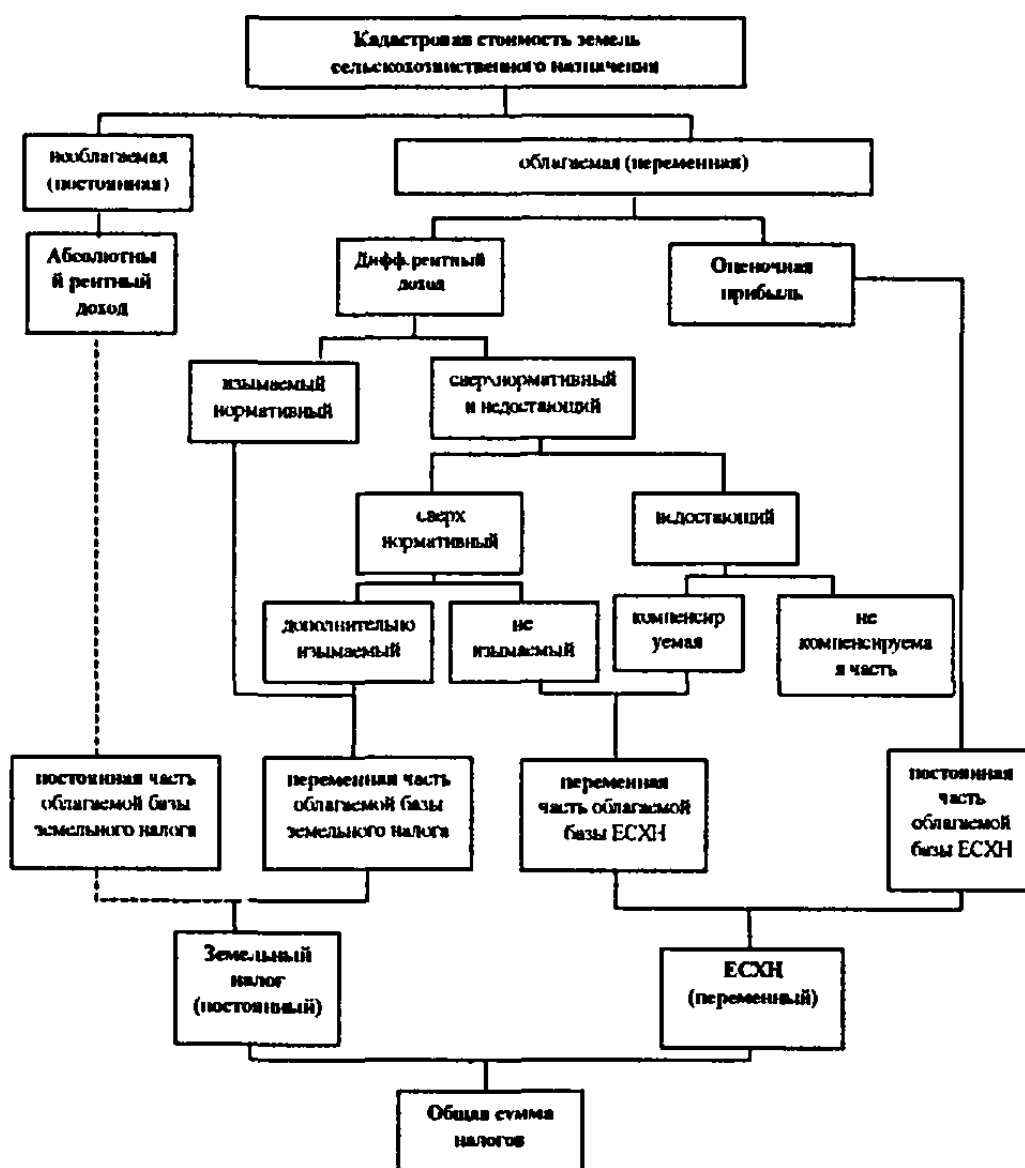 Кадастровая стоимость земель
сельскохозяиственного назначения
необлагаемая
(постоянная)
облагаемая (переменная)
Абсолютны
й рентный
доход
Дифф.рентный
доход
Оценочная
прибыль
изымаемый
нормативный
сверхнормативный
и недостающий
сверх
нормативный
недостающий
дополнительно
изымаемый
не
изымаемый
компенсир
уемая
не
компенсируема
я часть
постоянная часть
облагаемой базы
земельного налога
переменная часть
облагаемой базы
земельного налога
переменная
часть облагаемой
базы ЕСХН
постоянная
часть
облагаемой
базы ЕСХН
Земельный
налог
(постоянный)
ЕСХН
(переменный)
Общая сумма
налогов